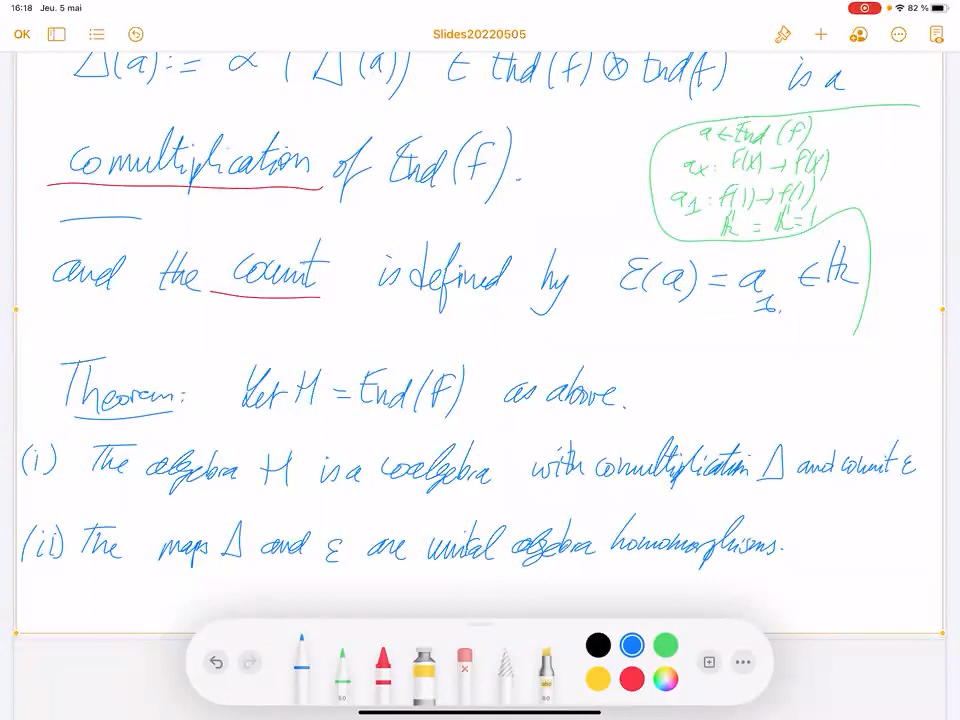 16:18 Jeu. 5 mai
82 %
OK
Slides20220505
Δ(a) := α (Δ̃(a)) ∈ End(F) ⊗ End(F) is a
comultiplication of End(F).
a ∈ End(F)
a_X : F(X) → F(X)
a_1 : F(1) → F(1)
𝕜 = 𝕜 = 1
and the counit is defined by ε(a) = a_1 ∈ 𝕜
Theorem: Let H = End(F) as above.
(i) The algebra H is a coalgebra with comultiplication Δ and counit ε
(ii) The maps Δ and ε are unital algebra homomorphisms.